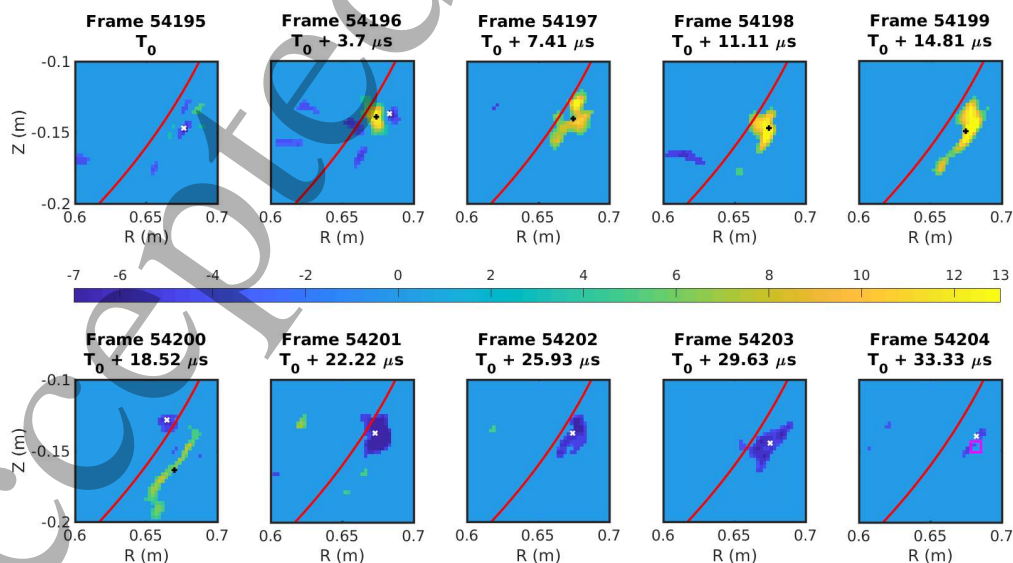 Frame 54195 Frame 54196 Frame 54197 Frame 54198 Frame 54199
T0 T0 + 3.7 μs T0 + 7.41 μs T0 + 11.11 μs T0 + 14.81 μs
-0.1
-0.15
-0.2
Z (m)
0.6 0.65 0.7 0.6 0.65 0.7 0.6 0.65 0.7 0.6 0.65 0.7 0.6 0.65 0.7
R (m) R (m) R (m) R (m) R (m)
-7 -6 -4 -2 0 2 4 6 8 10 12 13
Frame 54200 Frame 54201 Frame 54202 Frame 54203 Frame 54204
T0 + 18.52 μs T0 + 22.22 μs T0 + 25.93 μs T0 + 29.63 μs T0 + 33.33 μs
-0.1
-0.15
-0.2
Z (m)
0.6 0.65 0.7 0.6 0.65 0.7 0.6 0.65 0.7 0.6 0.65 0.7 0.6 0.65 0.7
R (m) R (m) R (m) R (m) R (m)